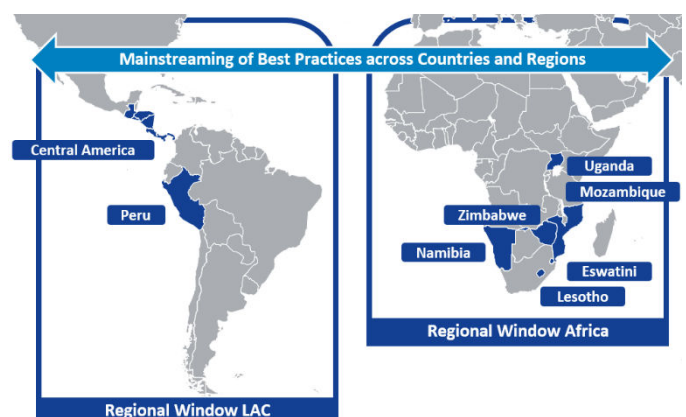 Mainstreaming of Best Practices across Countries and Regions
Central America
Peru
Regional Window LAC
Uganda
Mozambique
Zimbabwe
Namibia
Eswatini
Lesotho
Regional Window Africa